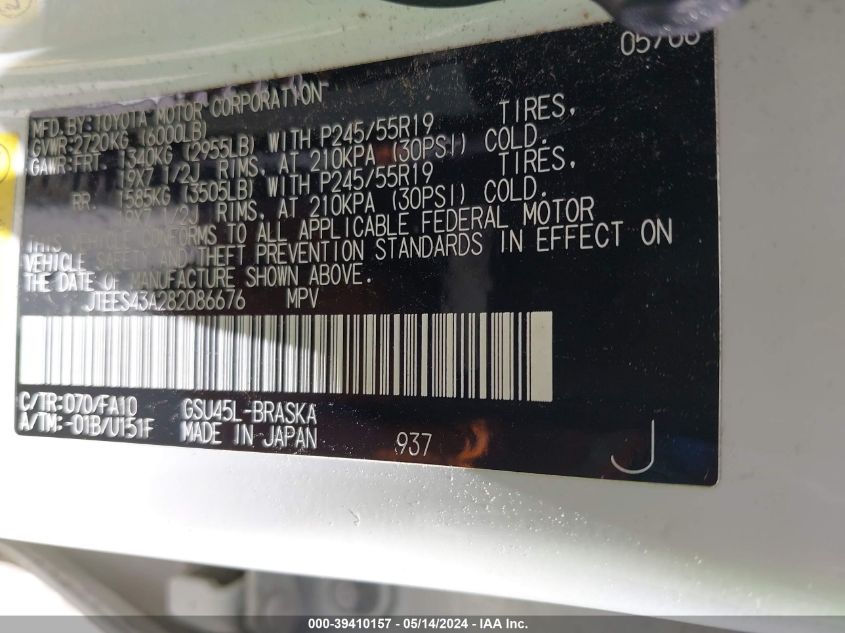 MFD.BY:TOYOTA MOTOR CORPORATION
GVWR:2720KG (6000LB)
GAWR:FRT. 1340KG (2955LB) WITH P245/55R19 TIRES,
19X7 1/2J RIMS, AT 210KPA (30PSI) COLD.
RR. 1585KG (3505LB) WITH P245/55R19 TIRES,
19X7 1/2J RIMS, AT 210KPA (30PSI) COLD.
THIS VEHICLE CONFORMS TO ALL APPLICABLE FEDERAL MOTOR
VEHICLE SAFETY AND THEFT PREVENTION STANDARDS IN EFFECT ON
THE DATE OF MANUFACTURE SHOWN ABOVE.
JTEES43A282086676 MPV
C/TR:070/FA10 GSU45L-BRASKA
A/TM:-01B/U151F MADE IN JAPAN
937
J
000-39410157 - 05/14/2024 - IAA Inc.